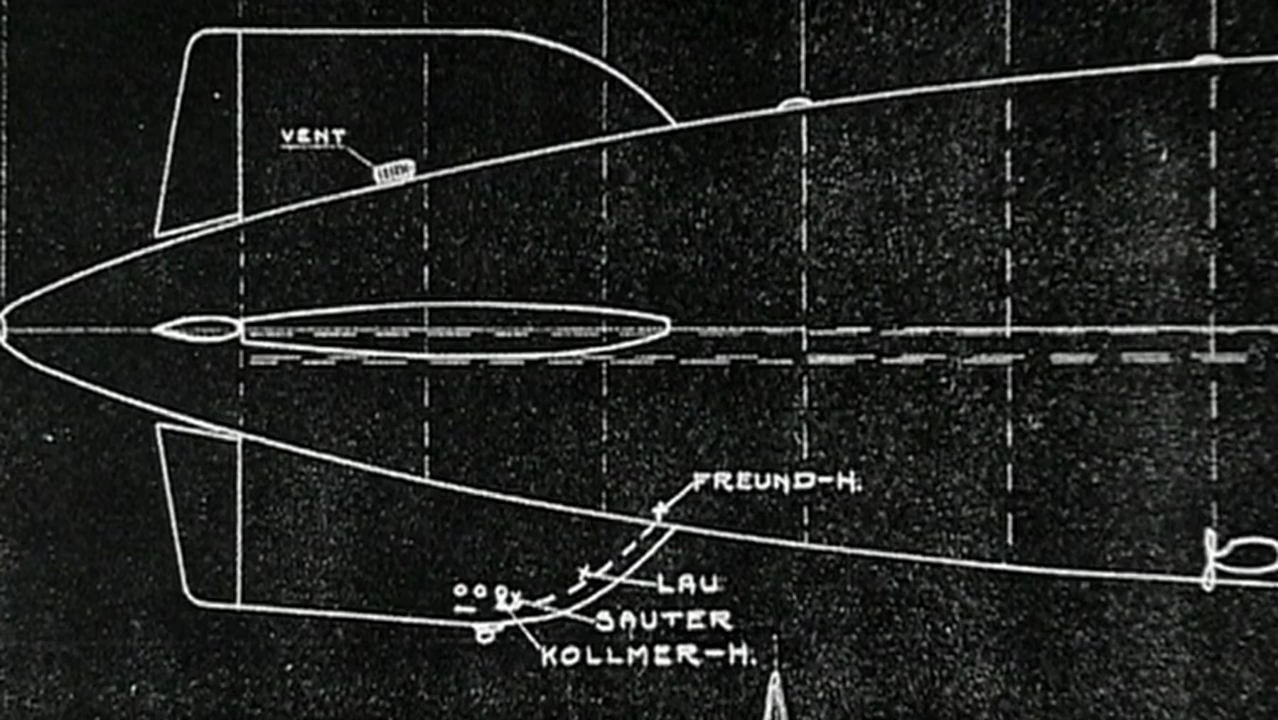 VENT
FREUND-H.
LAU
SAUTER
KOLLMER-H.